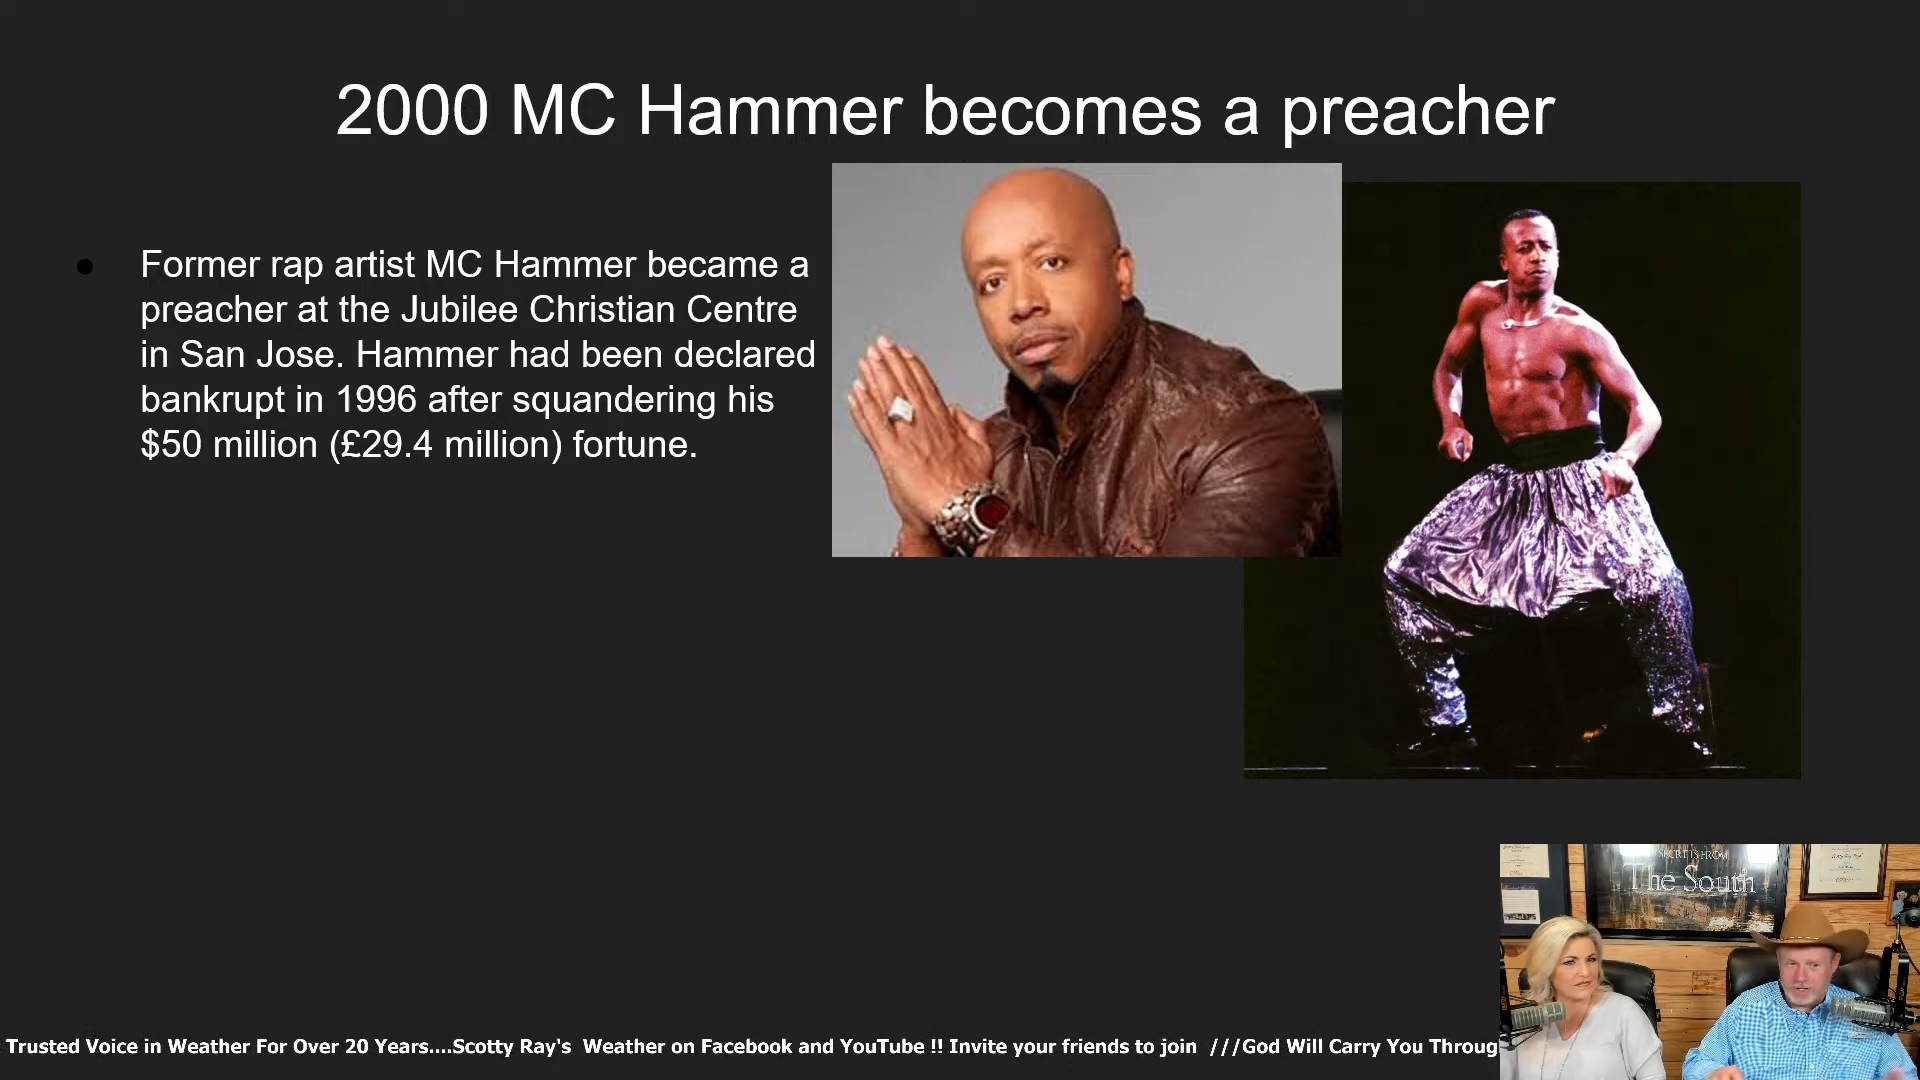 2000 MC Hammer becomes a preacher
Former rap artist MC Hammer became a
preacher at the Jubilee Christian Centre
in San Jose. Hammer had been declared
bankrupt in 1996 after squandering his
$50 million (£29.4 million) fortune.
SECRETS FROM
The South
Trusted Voice in Weather For Over 20 Years....Scotty Ray's  Weather on Facebook and YouTube !! Invite your friends to join  ///God Will Carry You Throug